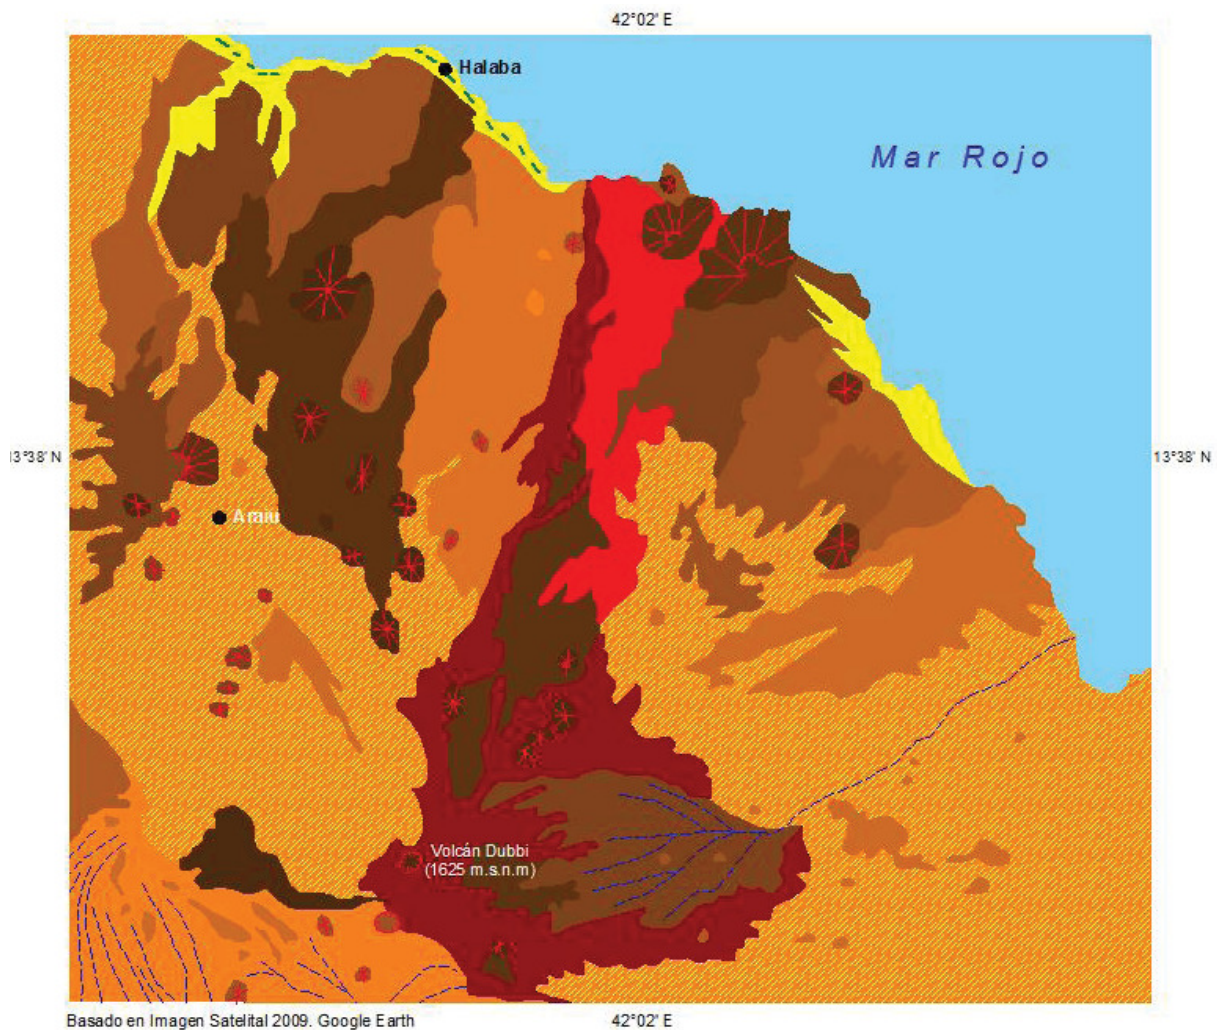 42°02' E
Halaba
Mar Rojo
13°38' N
13°38' N
Araiu
Volcán Dubbi
(1625 m.s.n.m)
Basado en Imagen Satelital 2009. Google Earth
42°02' E